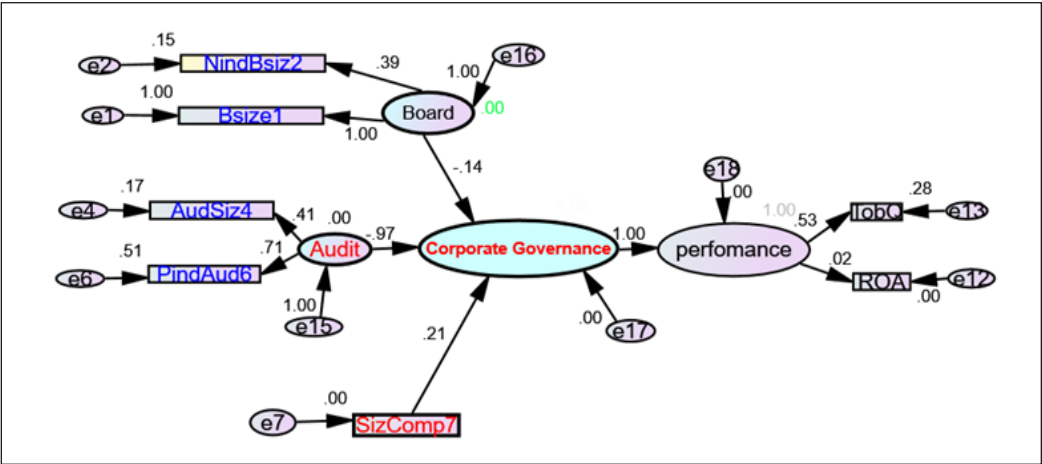 .15
e2
NindBsiz2
.39
1.00
e16
1.00
e1
Bsize1
1.00
Board
.00
-.14
e18
.17
.00
1.00
.28
e4
AudSiz4
.41
.00
.53
TobQ
e13
.51
.71
Audit
-.97
Corporate Governance
1.00
perfomance
e6
PindAud6
.02
ROA
e12
.00
1.00
e15
.00
e17
.21
.00
e7
SizComp7